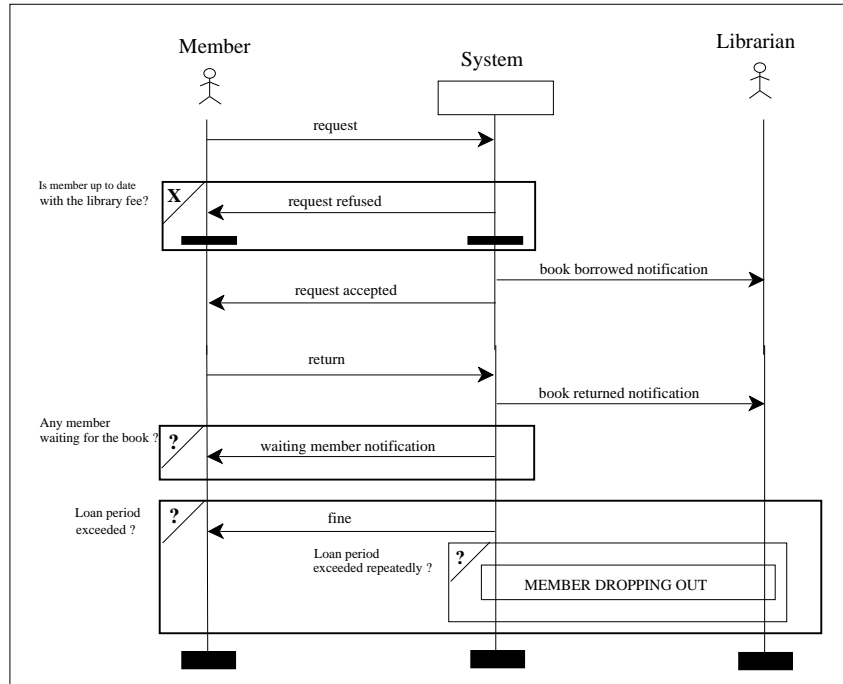 Member
System
Librarian
request
Is member up to date
with the library fee?
X
request refused
book borrowed notification
request accepted
return
book returned notification
Any member
waiting for the book ?
?
waiting member notification
Loan period
exceeded ?
?
fine
Loan period
exceeded repeatedly ?
?
MEMBER DROPPING OUT